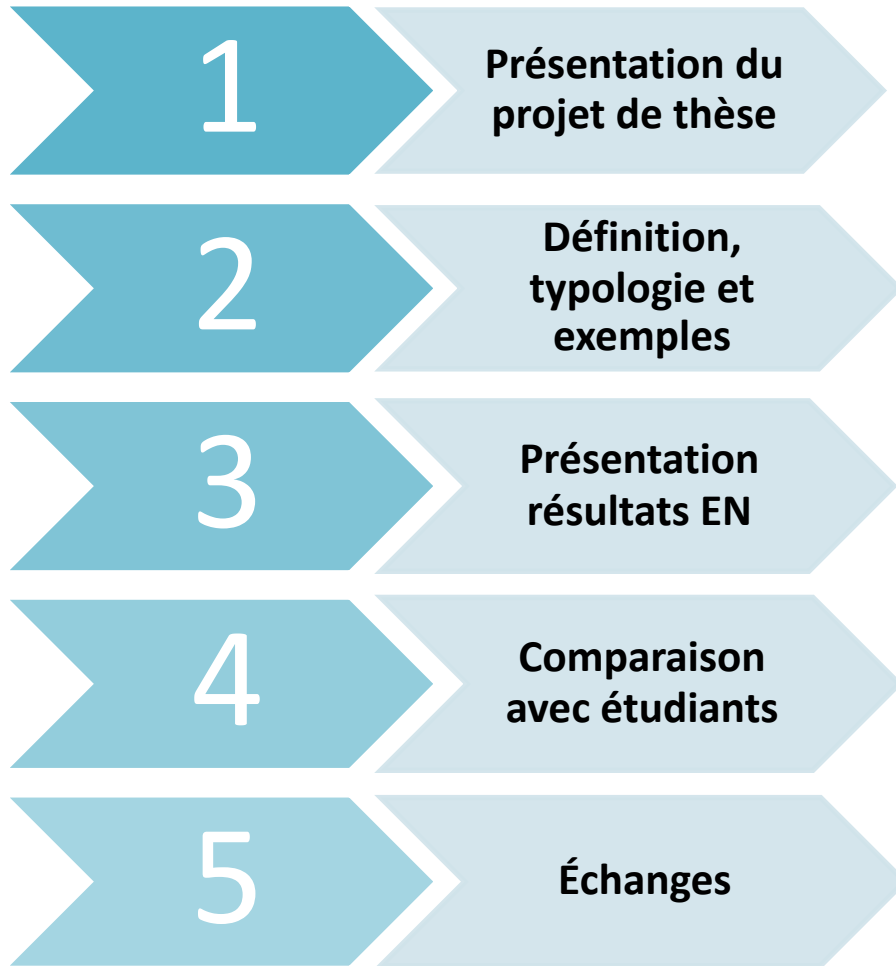 1
Présentation du
projet de thèse
2
Définition,
typologie et
exemples
3
Présentation
résultats EN
4
Comparaison
avec étudiants
5
Échanges